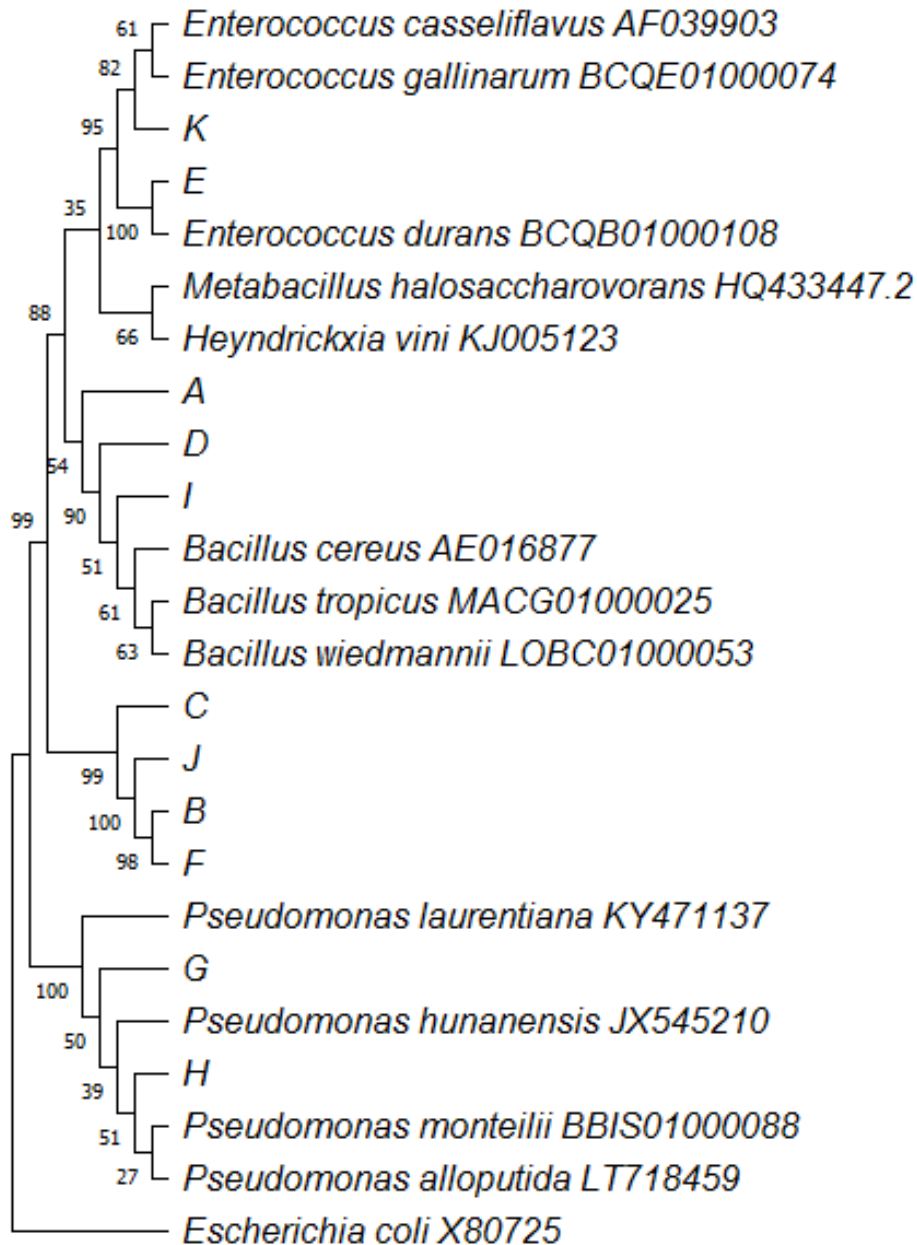 61
Enterococcus casseliflavus AF039903
82
Enterococcus gallinarum BCQE01000074
95
K
E
35
100
Enterococcus durans BCQB01000108
Metabacillus halosaccharovorans HQ433447.2
88
66
Heyndrickxia vini KJ005123
A
D
54
I
99
90
Bacillus cereus AE016877
51
Bacillus tropicus MACG01000025
61
Bacillus wiedmannii LOBC01000053
63
C
J
99
B
100
F
98
Pseudomonas laurentiana KY471137
G
100
Pseudomonas hunanensis JX545210
50
H
39
Pseudomonas monteilii BBIS01000088
51
Pseudomonas alloputida LT718459
27
Escherichia coli X80725